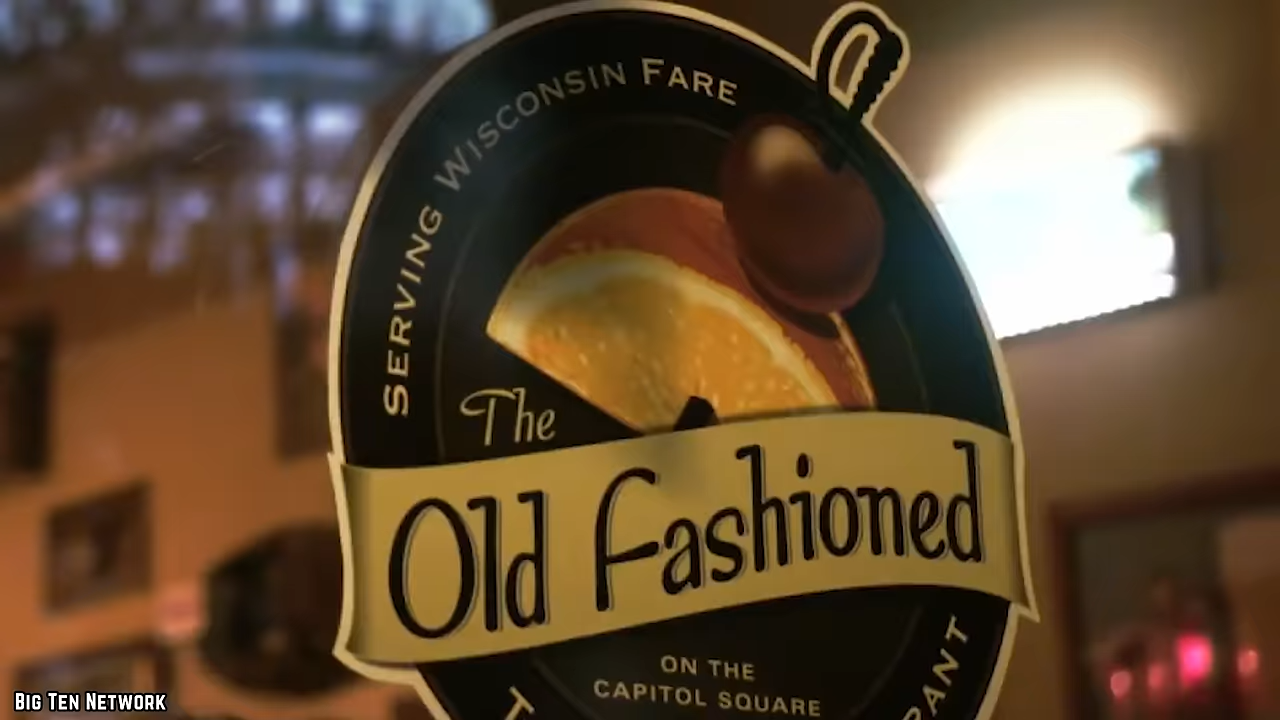 Serving Wisconsin Fare
The
Old Fashioned
ON THE
CAPITOL SQUARE
Big Ten Network